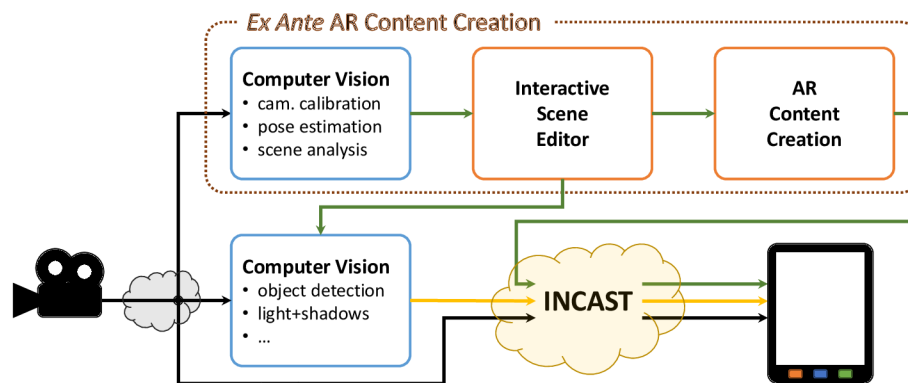 Ex Ante AR Content Creation
Computer Vision
• cam. calibration
• pose estimation
• scene analysis
Interactive
Scene
Editor
AR
Content
Creation
Computer Vision
• object detection
• light+shadows
• ...
INCAST